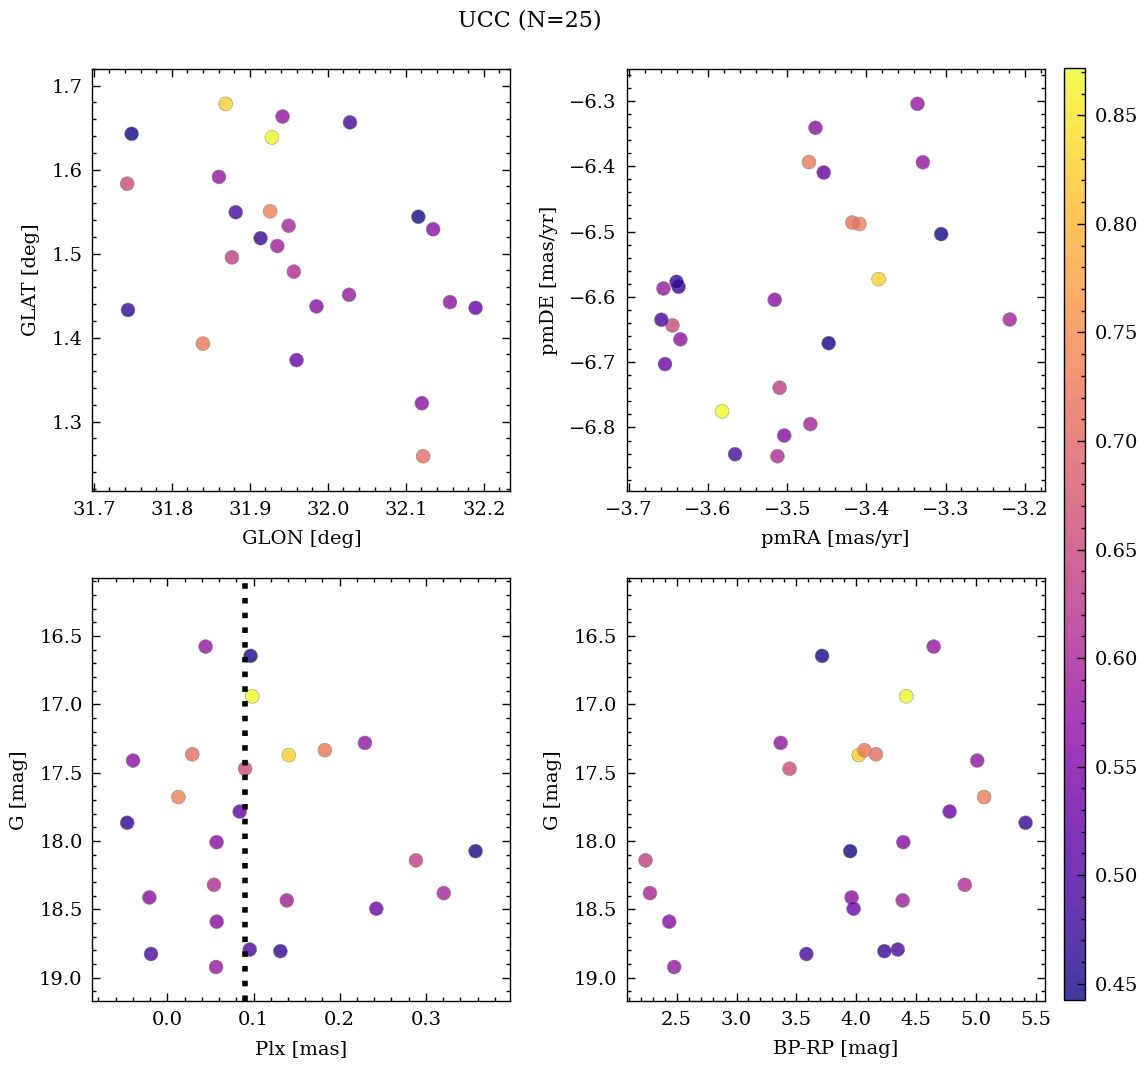 UCC (N=25)
1.7
1.6
1.5
1.4
1.3
GLAT [deg]
31.7 31.8 31.9 32.0 32.1 32.2
GLON [deg]
−6.3
−6.4
−6.5
−6.6
−6.7
−6.8
pmDE [mas/yr]
−3.7 −3.6 −3.5 −3.4 −3.3 −3.2
pmRA [mas/yr]
16.5
17.0
17.5
18.0
18.5
19.0
G [mag]
0.0 0.1 0.2 0.3
Plx [mas]
16.5
17.0
17.5
18.0
18.5
19.0
G [mag]
2.5 3.0 3.5 4.0 4.5 5.0 5.5
BP-RP [mag]
0.85
0.80
0.75
0.70
0.65
0.60
0.55
0.50
0.45